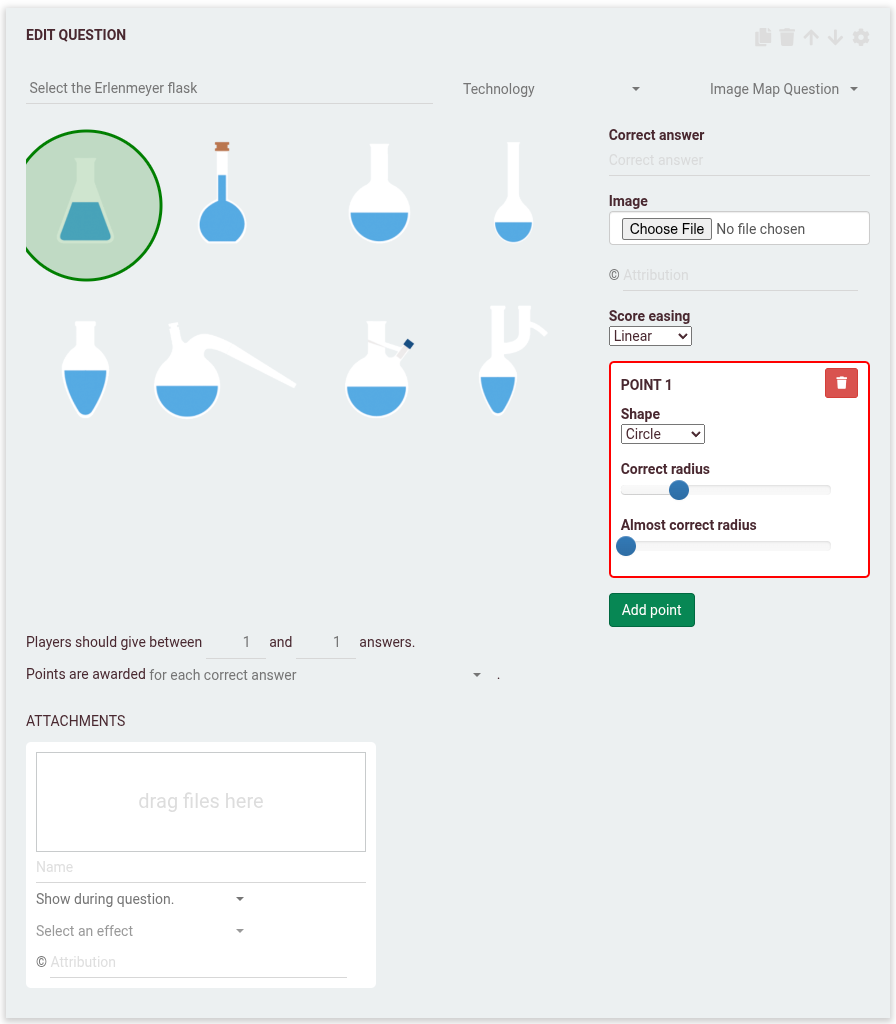 EDIT QUESTION
Select the Erlenmeyer flask
Technology
Image Map Question
Correct answer
Correct answer
Image
Choose File No file chosen
© Attribution
Score easing
Linear
POINT 1
Shape
Circle
Correct radius
Almost correct radius
Add point
Players should give between 1 and 1 answers.
Points are awarded for each correct answer .
ATTACHMENTS
drag files here
Name
Show during question.
Select an effect
© Attribution